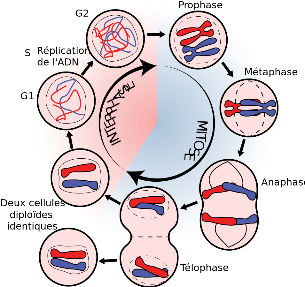 G2
Prophase
S Réplication
de l'ADN
Métaphase
G1
INTERPHASE
MITOSE
Anaphase
Deux cellules
diploïdes
identiques
Télophase